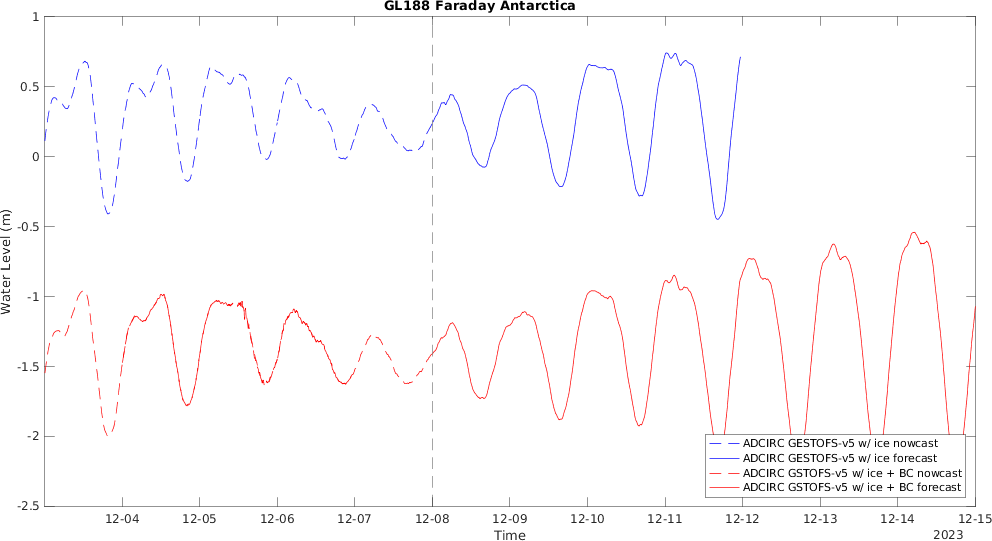 GL188 Faraday Antarctica
1
0.5
0
-0.5
-1
-1.5
-2
-2.5
Water Level (m)
ADCIRC GESTOFS-v5 w/ ice nowcast
ADCIRC GESTOFS-v5 w/ ice forecast
ADCIRC GSTOFS-v5 w/ ice + BC nowcast
ADCIRC GSTOFS-v5 w/ ice + BC forecast
12-04 12-05 12-06 12-07 12-08 12-09 12-10 12-11 12-12 12-13 12-14 12-15
Time
2023